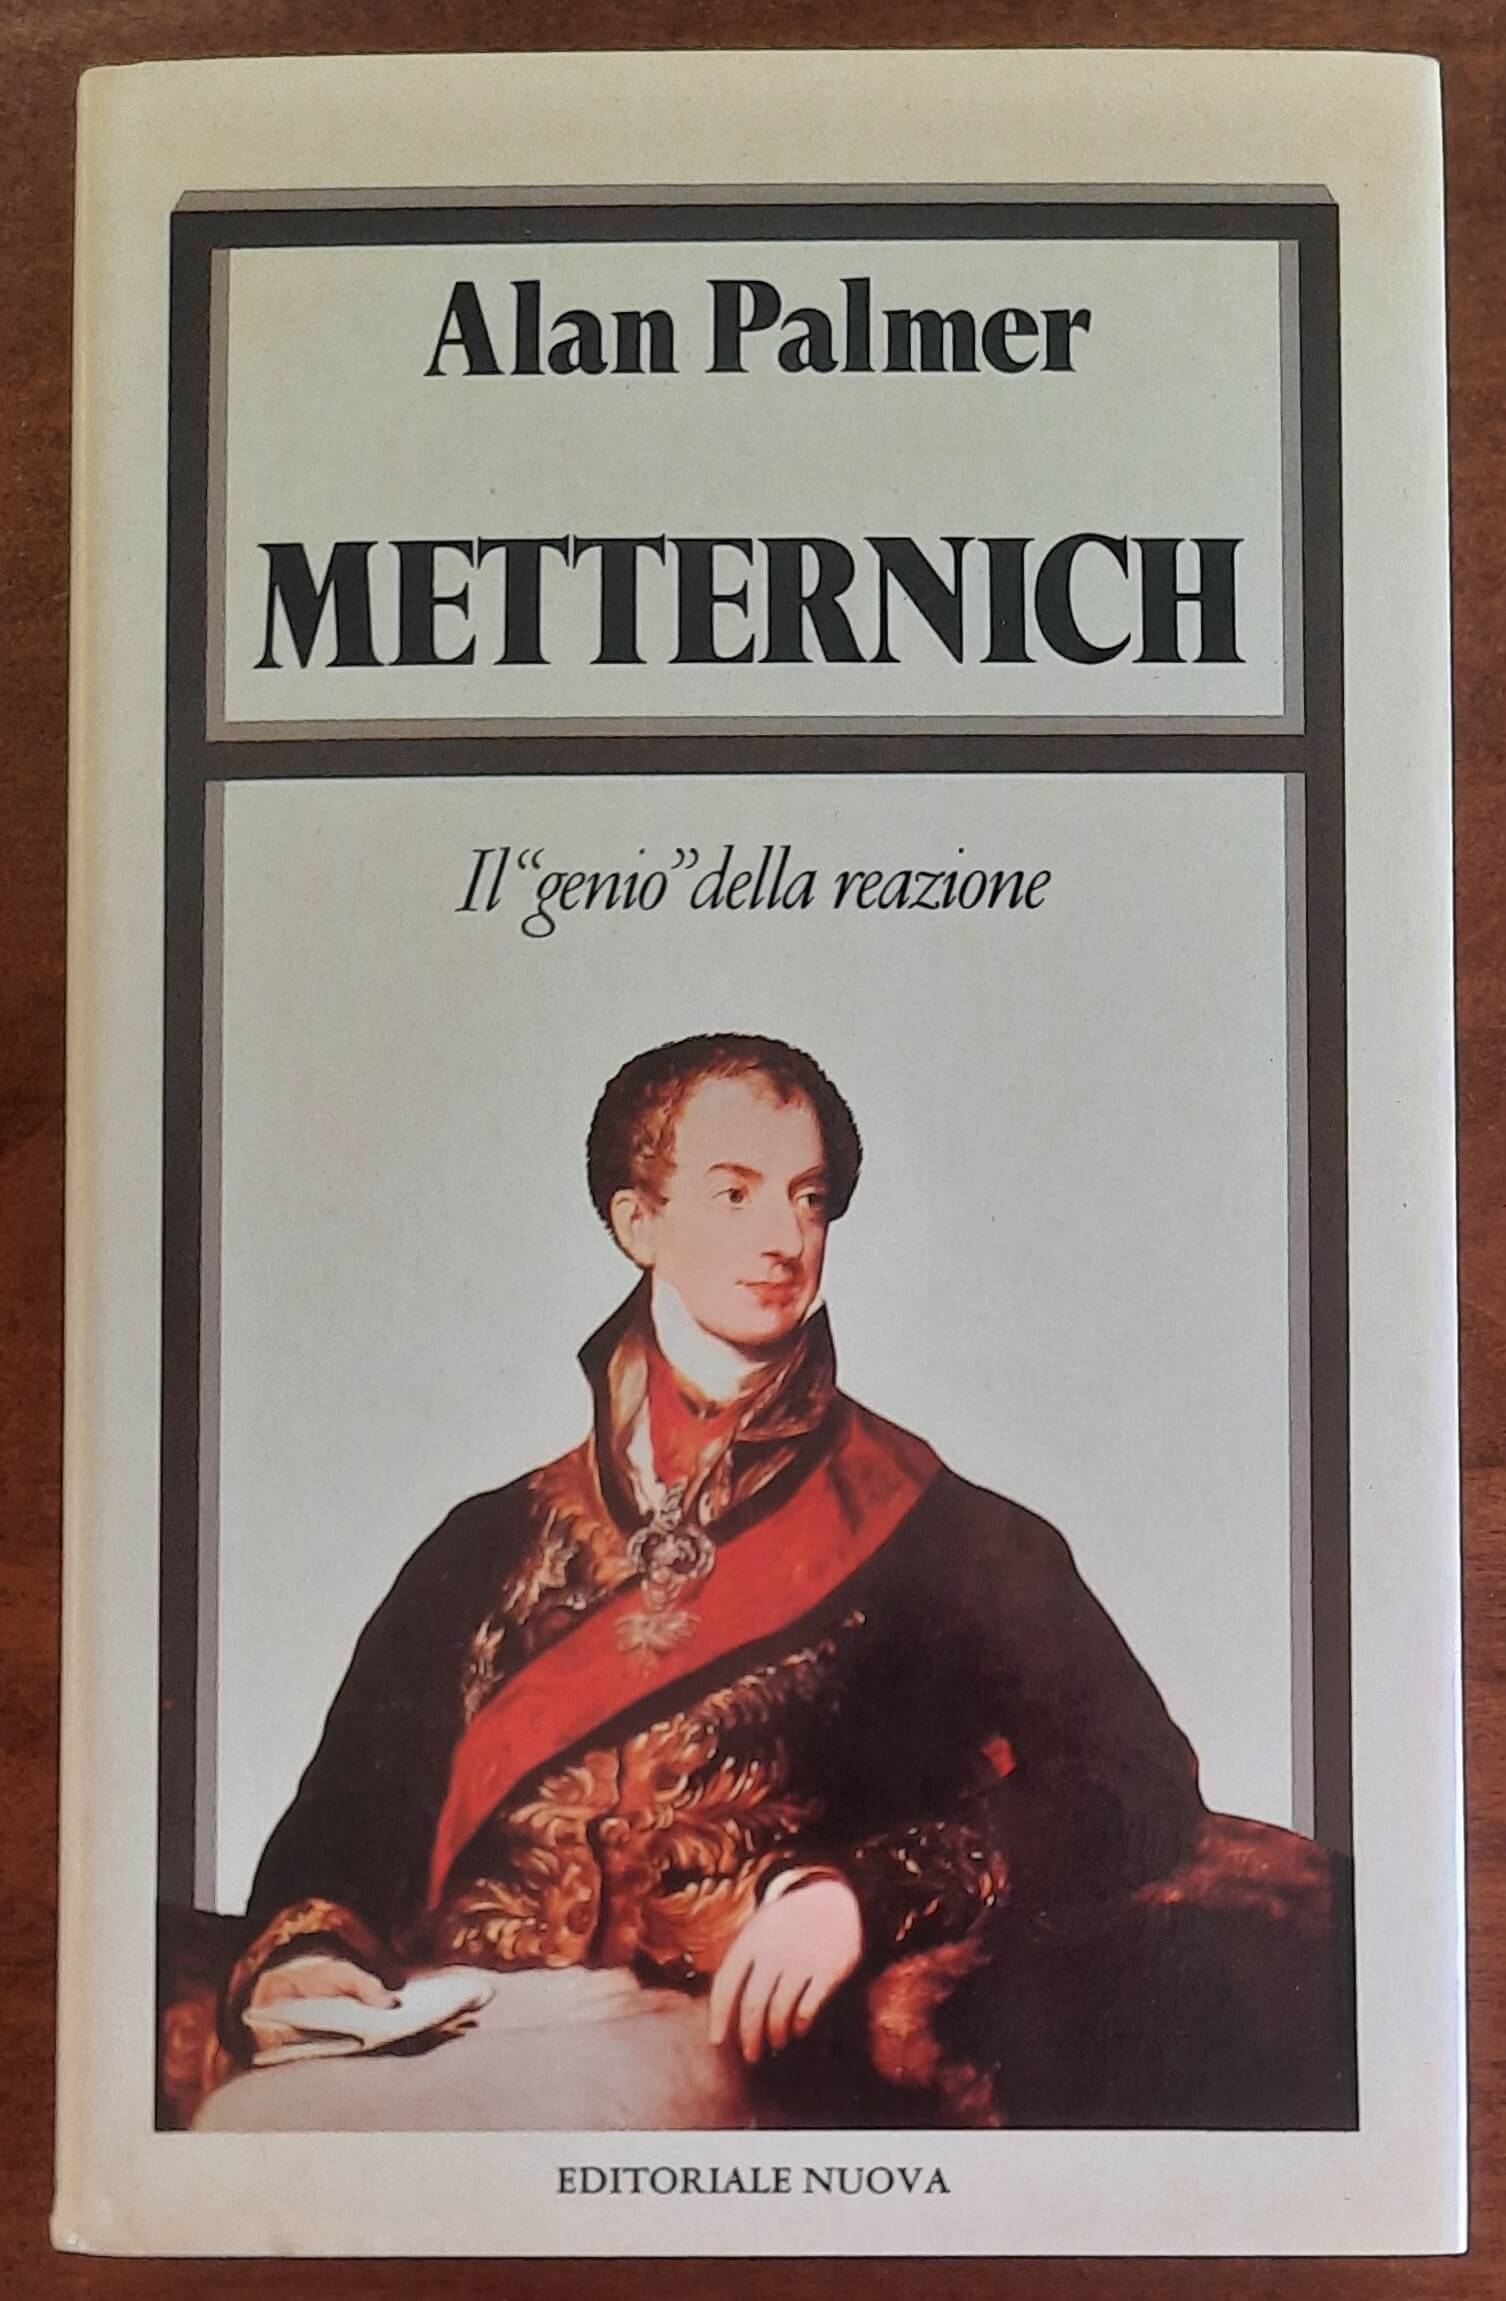 Alan Palmer
METTERNICH
Il “genio” della reazione
EDITORIALE NUOVA